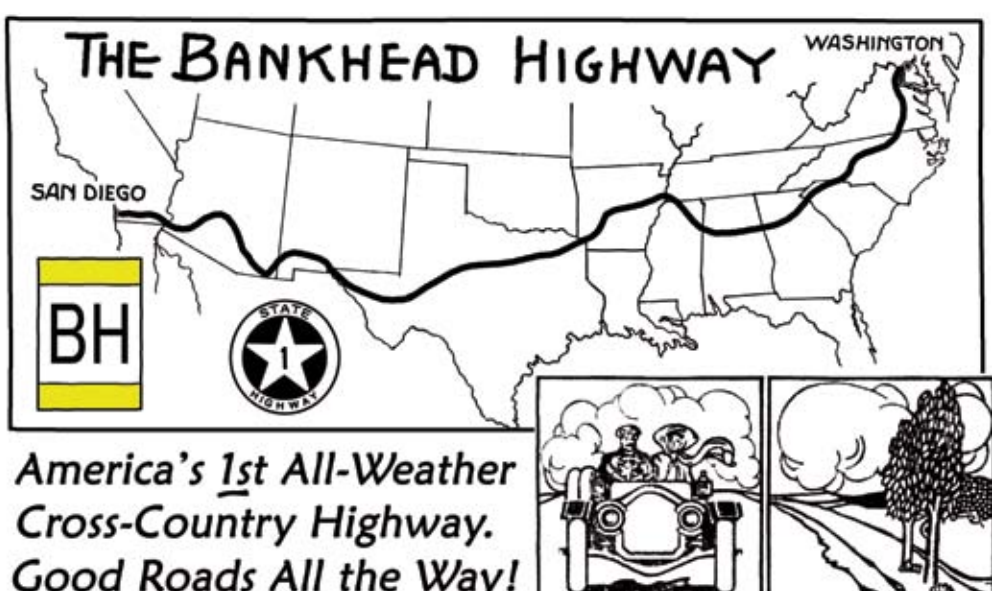 THE BANKHEAD HIGHWAY
WASHINGTON
SAN DIEGO
BH
STATE
1
HIGHWAY
America's 1st All-Weather
Cross-Country Highway.
Good Roads All the Way!